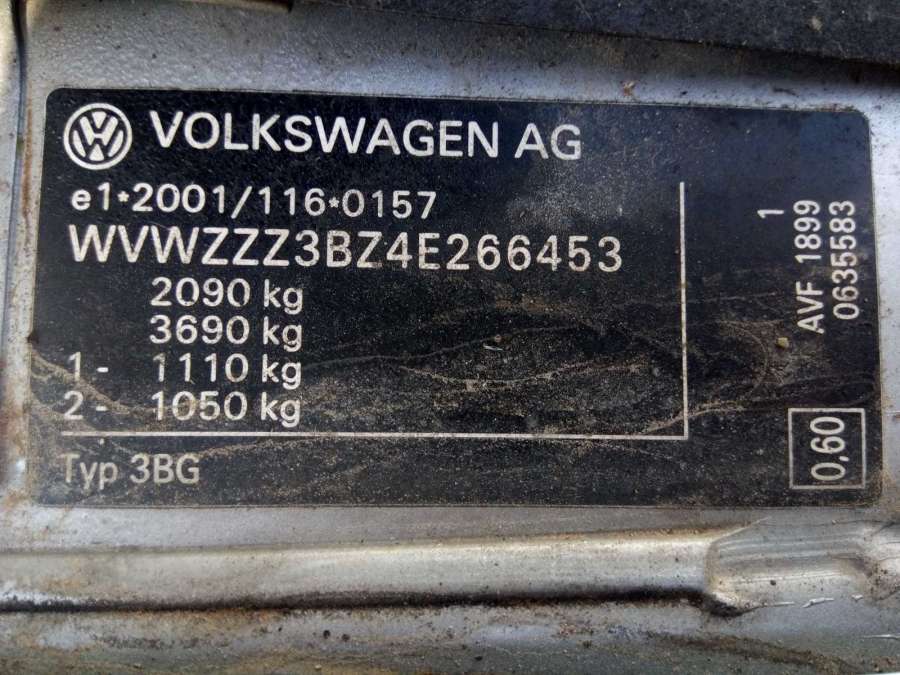 VOLKSWAGEN AG
e1*2001/116*0157
WVWZZZ3BZ4E266453
2090 kg
3690 kg
1- 1110 kg
2- 1050 kg
Typ 3BG
1
AVF 1899
0635583
0,60